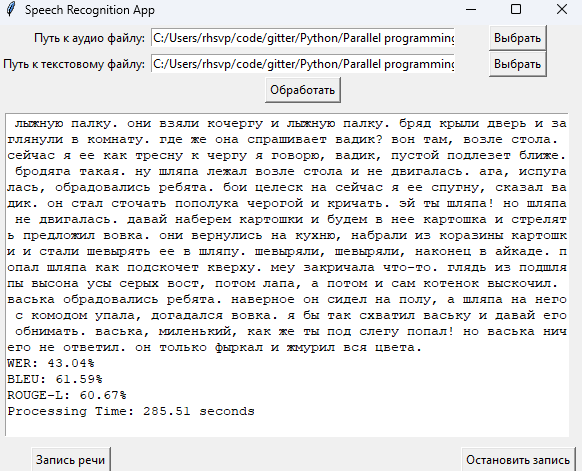 Speech Recognition App
Путь к аудио файлу: C:/Users/rhsvp/code/gitter/Python/Parallel programming Выбрать
Путь к текстовому файлу: C:/Users/rhsvp/code/gitter/Python/Parallel programming Выбрать
Обработать
лыжную палку. они взяли кочергу и лыжную палку. бряд крыли дверь и за
глянули в комнату. где же она спрашивает вадик? вон там, возле стола.
сейчас я ее как тресну к чергу я говорю, вадик, пустой подлезет ближе.
бродяга такая. ну шляпа лежал возле стола и не двигалась. ага, испуга
лась, обрадовались ребята. бои целеск на сейчас я ее спугну, сказал ва
дик. он стал сточать пополука черогой и кричать. эй ты шляпа! но шляпа
не двигалась. давай наберем картошки и будем в нее картошка и стрелят
ь предложил вовка. они вернулись на кухню, набрали из коразины картошк
и и стали шевырять ее в шляпу. шевыряли, шевыряли, наконец в айкаде. п
опал шляпа как подскочет кверху. меу закричала что-то. глядь из подшля
пы высона усы серых вост, потом лапа, а потом и сам котенок выскочил.
васька обрадовались ребята. наверное он сидел на полу, а шляпа на него
с комодом упала, догадался вовка. я бы так схватил ваську и давай его
обнимать. васька, миленький, как же ты под слегу попал! но васька нич
его не ответил. он только фыркал и жмурил вся цвета.
WER: 43.04%
BLEU: 61.59%
ROUGE-L: 60.67%
Processing Time: 285.51 seconds
Запись речи Остановить запись